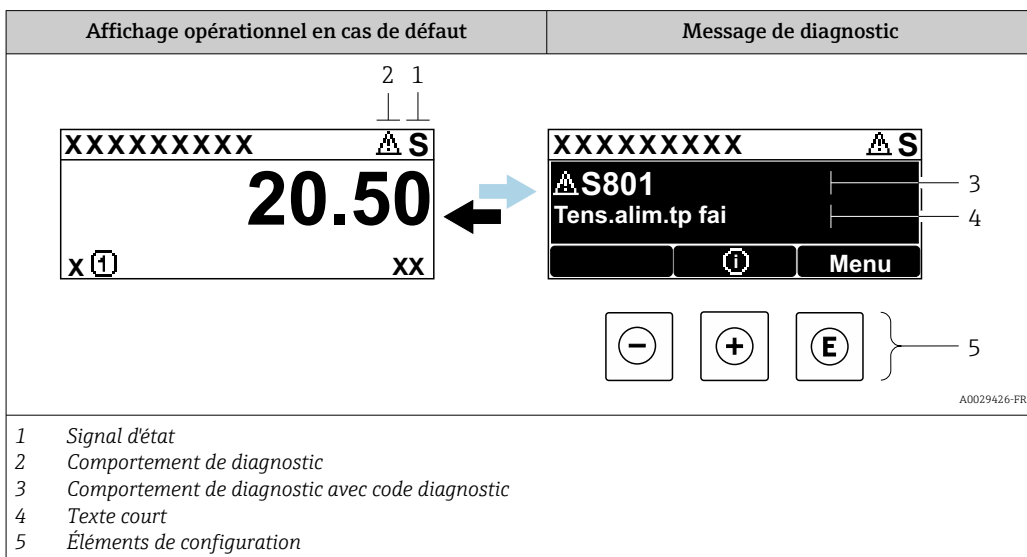 Affichage opérationnel en cas de défaut
Message de diagnostic
2 1
XXXXXXXXX S
20.50
X 1
XX
XXXXXXXXX S
S801
3
Tens.alim.tp fai
4
i Menu
- + E
5
A0029426-FR
1 Signal d'état
2 Comportement de diagnostic
3 Comportement de diagnostic avec code diagnostic
4 Texte court
5 Éléments de configuration